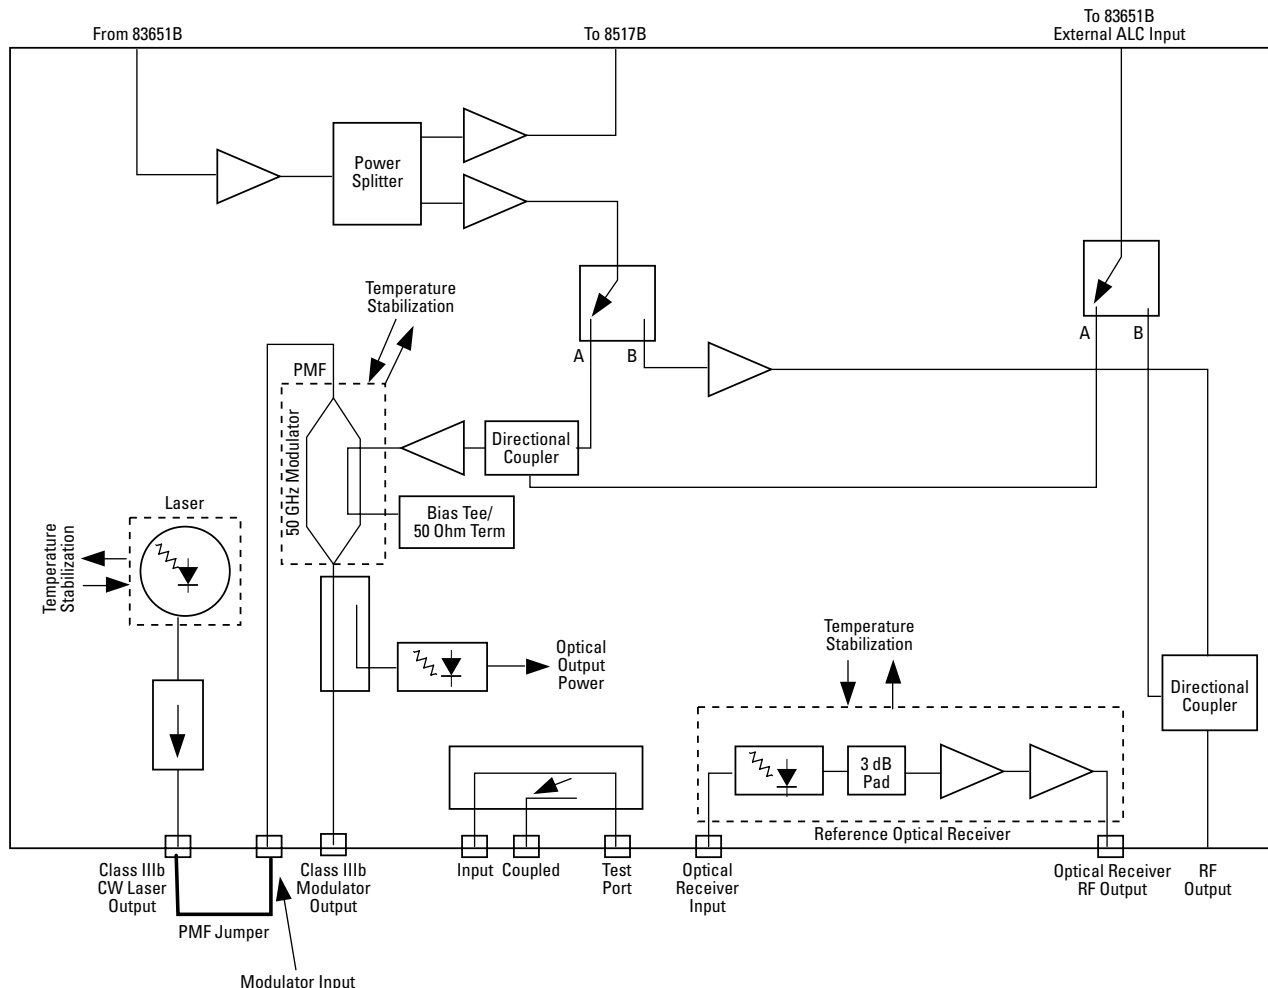 From 83651B
To 8517B
To 83651B
External ALC Input
Power
Splitter
Temperature
Stabilization
A
B
A
B
PMF
50 GHz Modulator
Directional
Coupler
Bias Tee/
50 Ohm Term
Laser
Temperature
Stabilization
Optical
Output
Power
Temperature
Stabilization
Directional
Coupler
3 dB
Pad
Reference Optical Receiver
Class IIIb
CW Laser
Output
Class IIIb
Modulator
Output
Input
Coupled
Test
Port
Optical
Receiver
Input
Optical Receiver
RF Output
RF
Output
PMF Jumper
Modulator Input